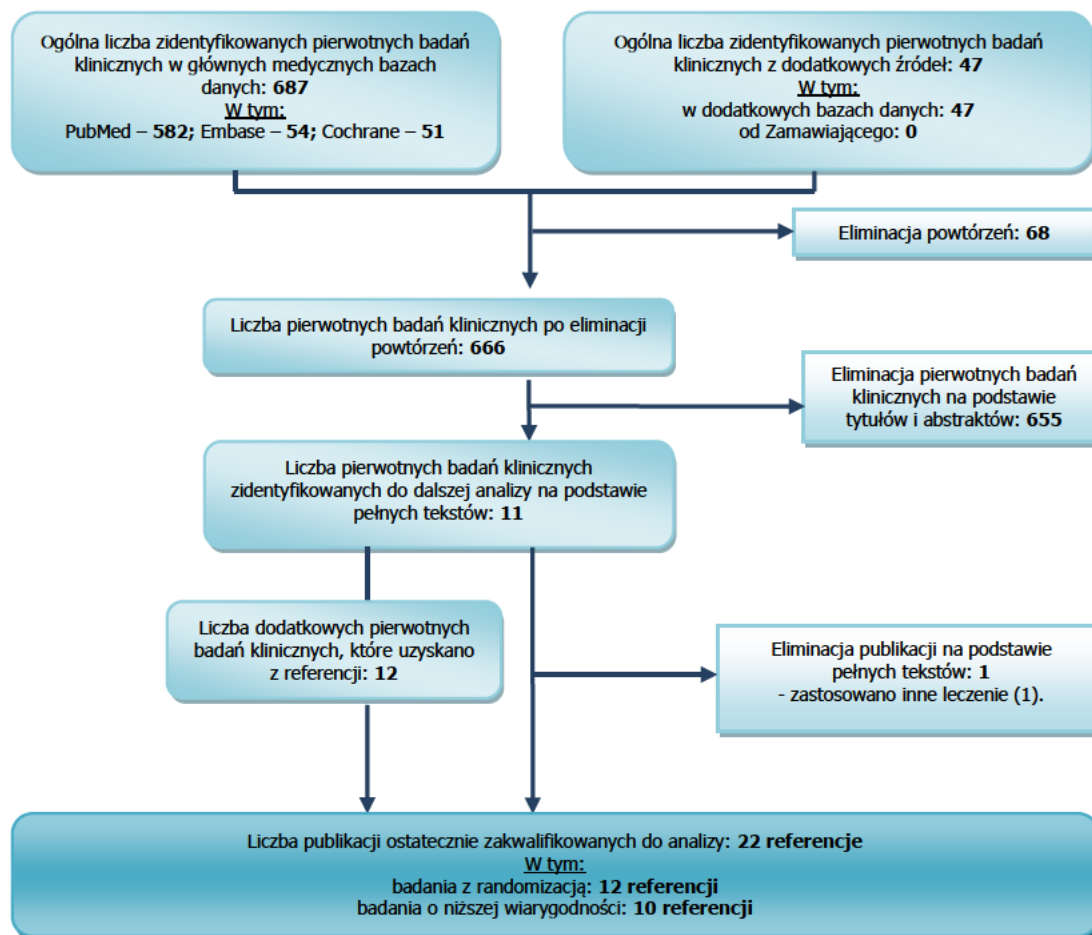 Ogólna liczba zidentyfikowanych pierwotnych badań
klinicznych w głównych medycznych bazach
danych: 687
W tym:
PubMed – 582; Embase – 54; Cochrane – 51
Ogólna liczba zidentyfikowanych pierwotnych badań
klinicznych z dodatkowych źródeł: 47
W tym:
w dodatkowych bazach danych: 47
od Zamawiającego: 0
Eliminacja powtórzeń: 68
Liczba pierwotnych badań klinicznych po eliminacji
powtórzeń: 666
Eliminacja pierwotnych badań
klinicznych na podstawie
tytułów i abstraktów: 655
Liczba pierwotnych badań klinicznych
zidentyfikowanych do dalszej analizy na podstawie
pełnych tekstów: 11
Liczba dodatkowych pierwotnych
badań klinicznych, które uzyskano
z referencji: 12
Eliminacja publikacji na podstawie
pełnych tekstów: 1
- zastosowano inne leczenie (1).
Liczba publikacji ostatecznie zakwalifikowanych do analizy: 22 referencje
W tym:
badania z randomizacją: 12 referencji
badania o niższej wiarygodności: 10 referencji